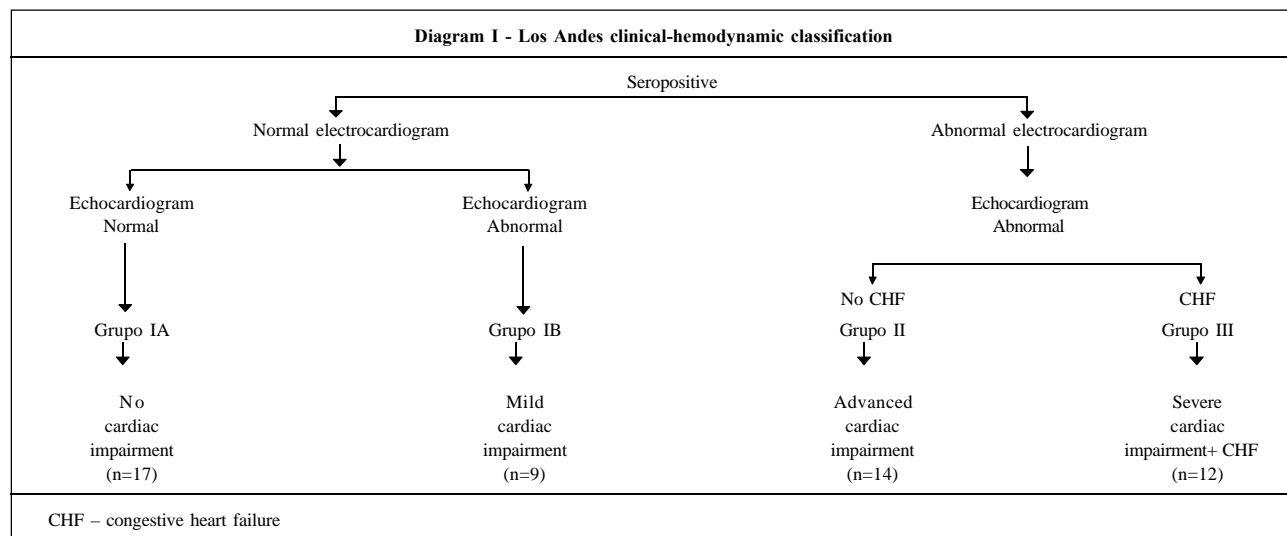 Diagram I - Los Andes clinical-hemodynamic classification
Seropositive
Normal electrocardiogram
Abnormal electrocardiogram
Echocardiogram
Normal
Echocardiogram
Abnormal
Echocardiogram
Abnormal
No CHF
CHF
Grupo IA
Grupo IB
Grupo II
Grupo III
No
cardiac
impairment
(n=17)
Mild
cardiac
impairment
(n=9)
Advanced
cardiac
impairment
(n=14)
Severe
cardiac
impairment+ CHF
(n=12)
CHF – congestive heart failure